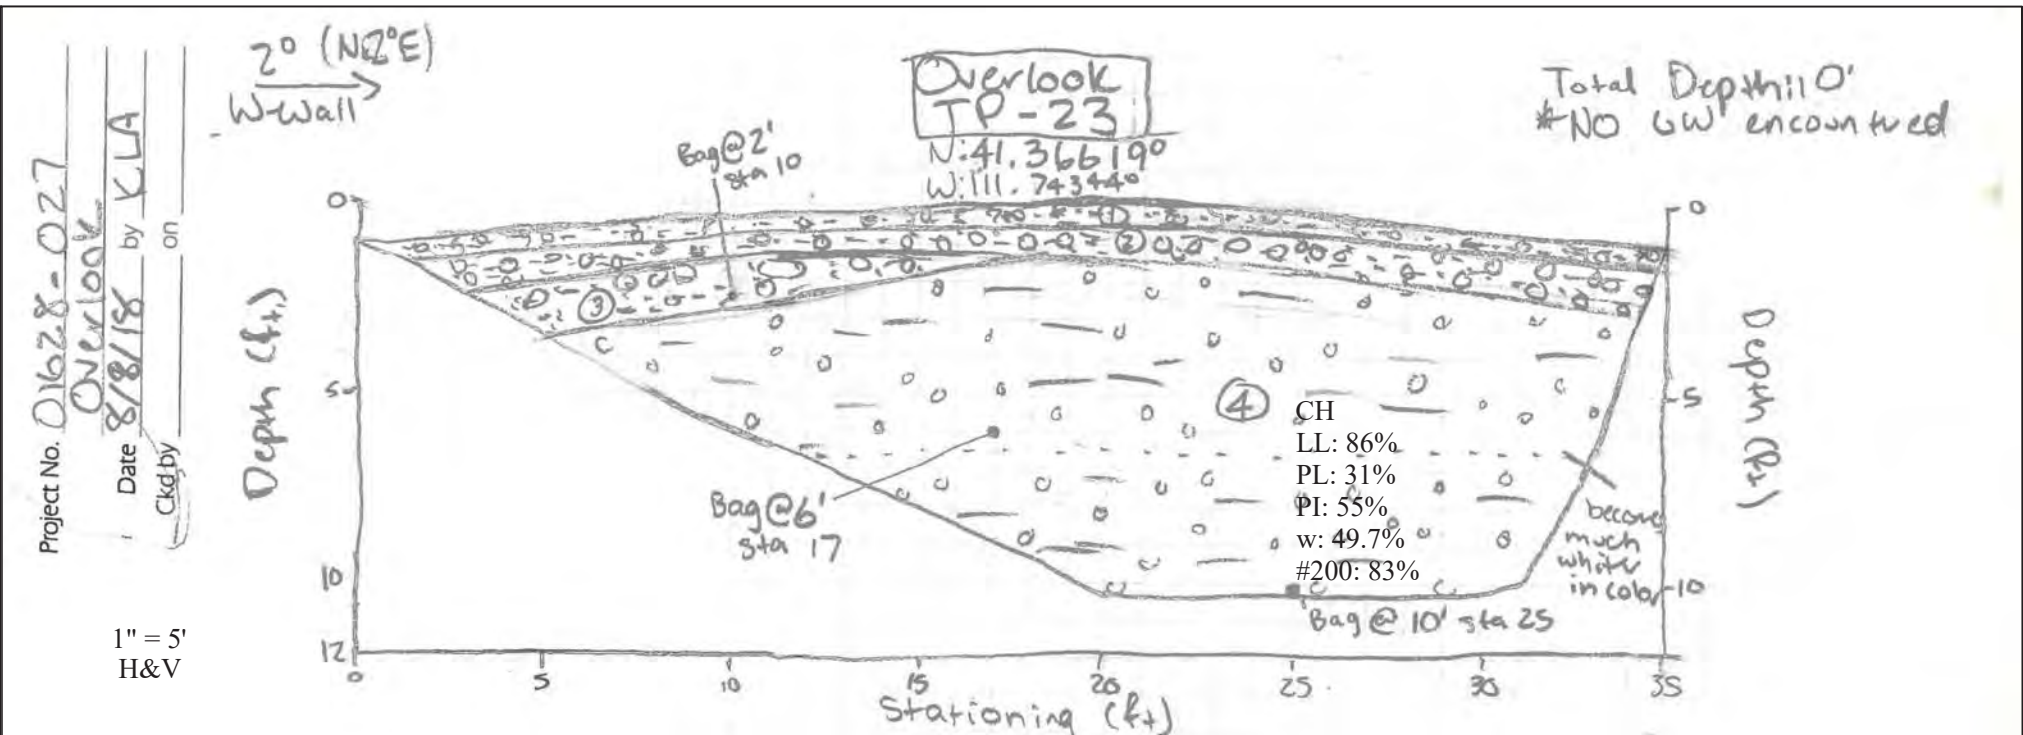 2° (N2°E)
W-Wall
Overlook
TP-23
N:41.36619°
W:111.74344°
Total Depth:10'
*NO GW encountered
Project No. 01628-027
Overlook
Date 8/8/18 by KLA
Ckd by on
1" = 5'
H&V
Bag@2'
sta 10
Depth (ft)
0
5
10
12
1
2
3
4
CH
LL: 86%
PL: 31%
PI: 55%
w: 49.7%
#200: 83%
Bag@6'
sta 17
become
much
whiter
in color
Bag @ 10' sta 25
0
5
10
Depth (ft)
0 5 10 15 20 25 30 35
Stationing (ft)